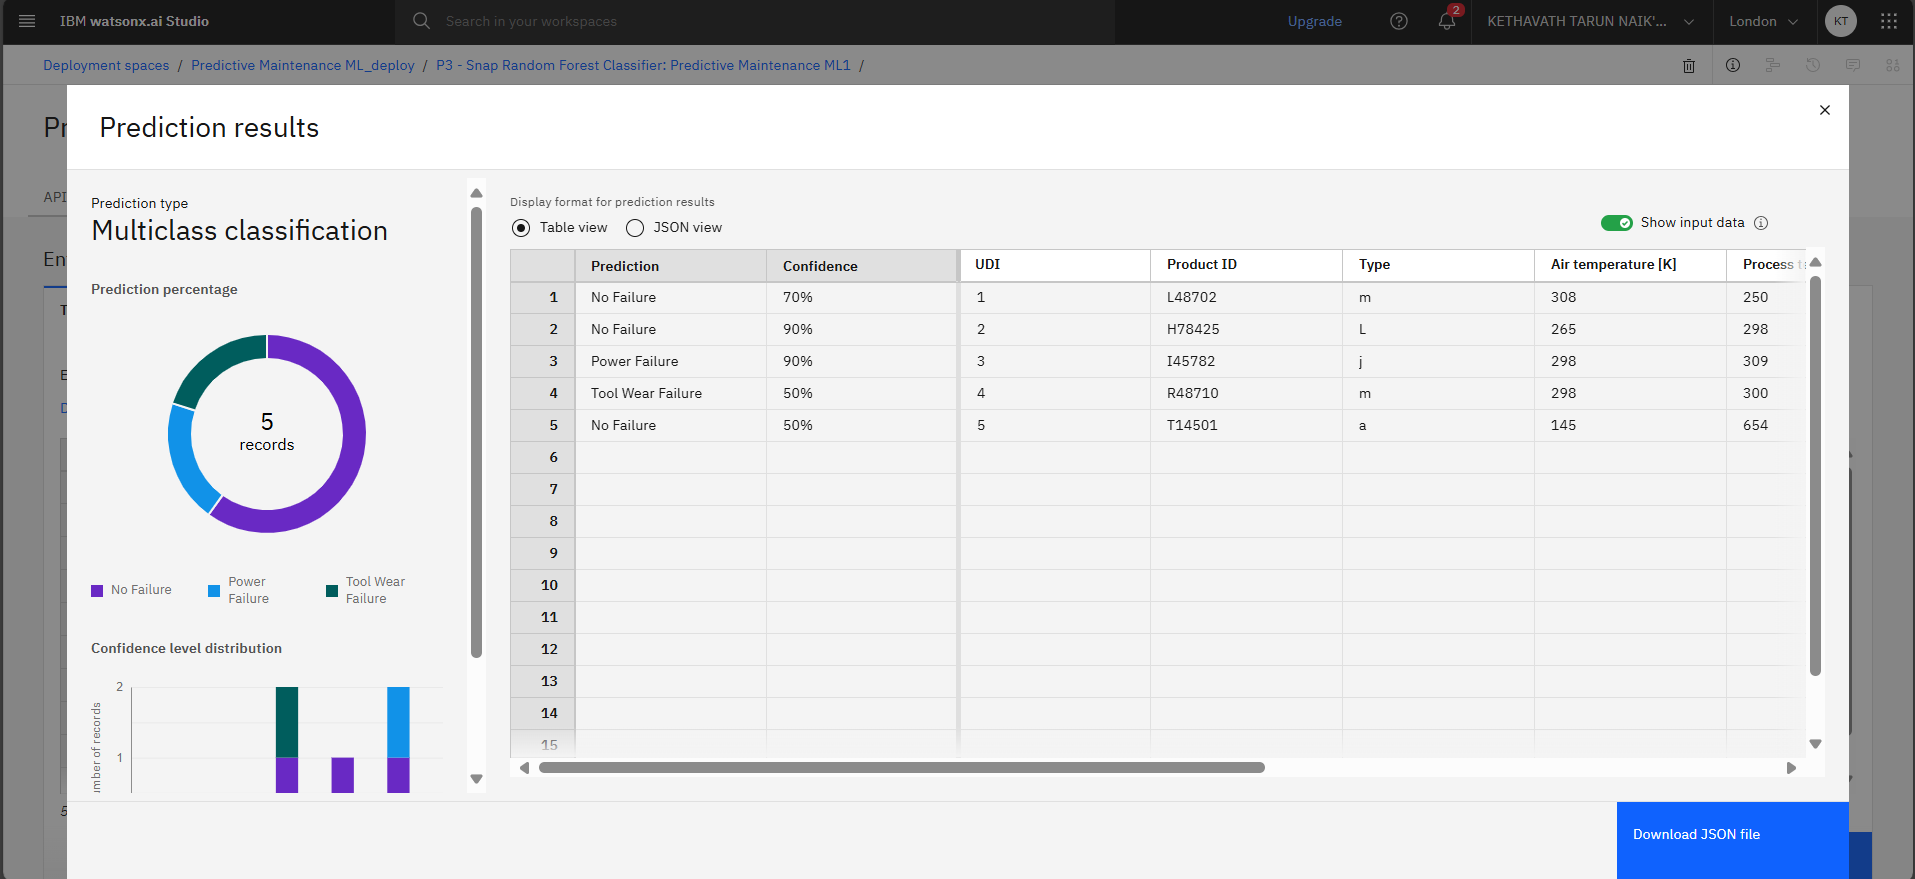 IBM watsonx.ai Studio
Search in your workspaces
Upgrade
2
KETHAVATH TARUN NAIK'...
London
KT
Deployment spaces / Predictive Maintenance ML_deploy / P3 - Snap Random Forest Classifier: Predictive Maintenance ML1 /
Prediction results
API
Prediction type
Multiclass classification
Prediction percentage
5
records
No Failure
Power Failure
Tool Wear Failure
Confidence level distribution
2
1
Display format for prediction results
Table view
JSON view
Show input data
Prediction Confidence UDI Product ID Type Air temperature [K] Process
1 No Failure 70% 1 L48702 m 308 250
2 No Failure 90% 2 H78425 L 265 298
3 Power Failure 90% 3 I45782 j 298 309
4 Tool Wear Failure 50% 4 R48710 m 298 300
5 No Failure 50% 5 T14501 a 145 654
6
7
8
9
10
11
12
13
14
15
Download JSON file